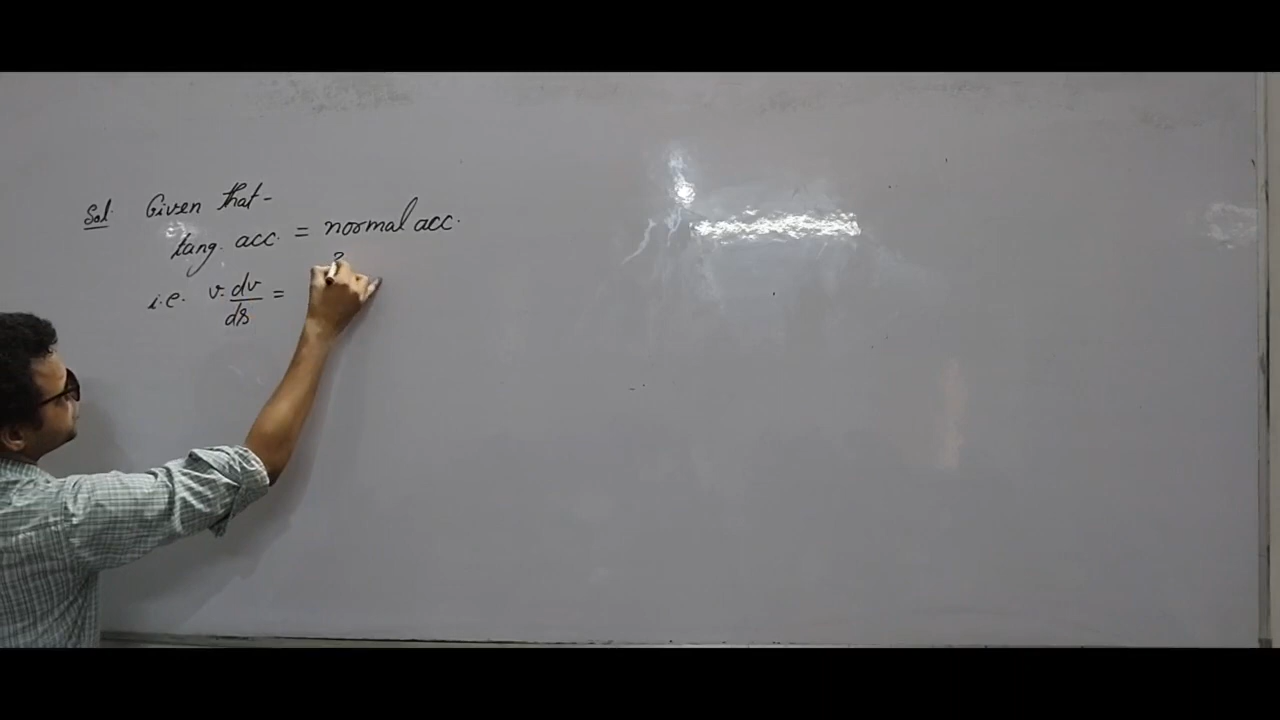 Sol. Given that-
tang. acc. = normal acc.
i.e. v. dv/ds =